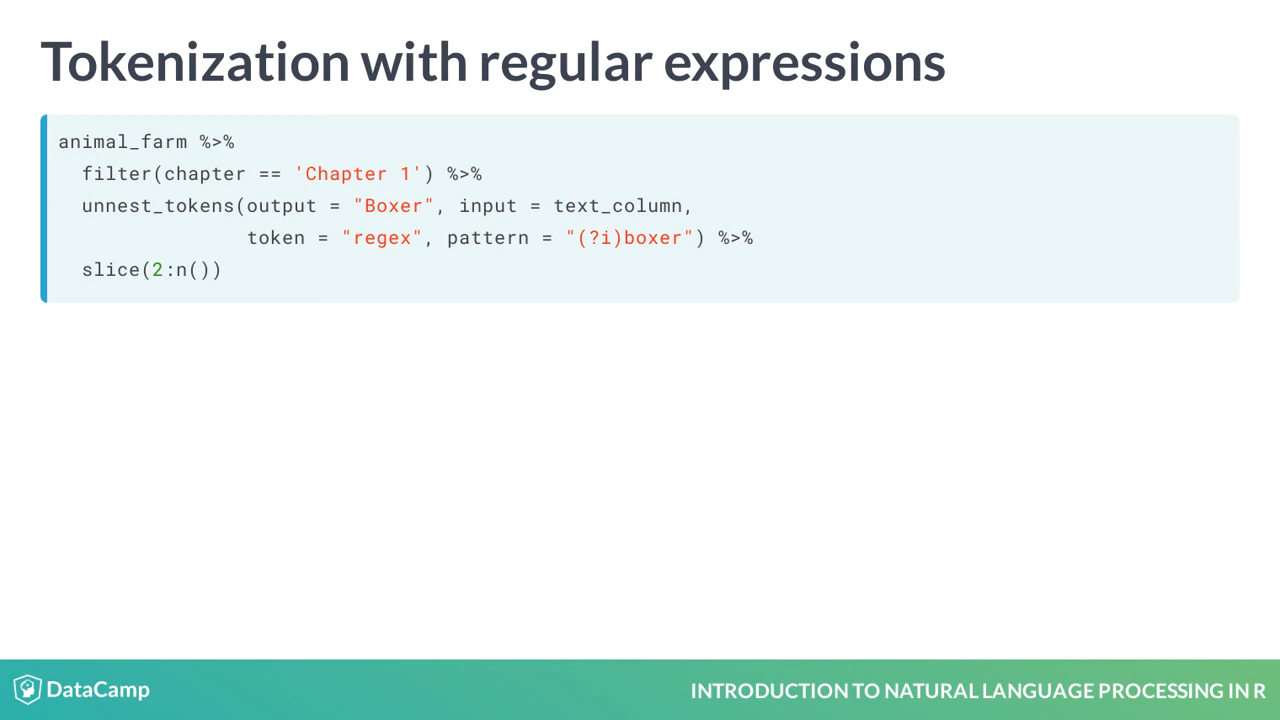 Tokenization with regular expressions
animal_farm %>%
  filter(chapter == 'Chapter 1') %>%
  unnest_tokens(output = "Boxer", input = text_column,
                token = "regex", pattern = "(?i)boxer") %>%
  slice(2:n())
DataCamp
INTRODUCTION TO NATURAL LANGUAGE PROCESSING IN R